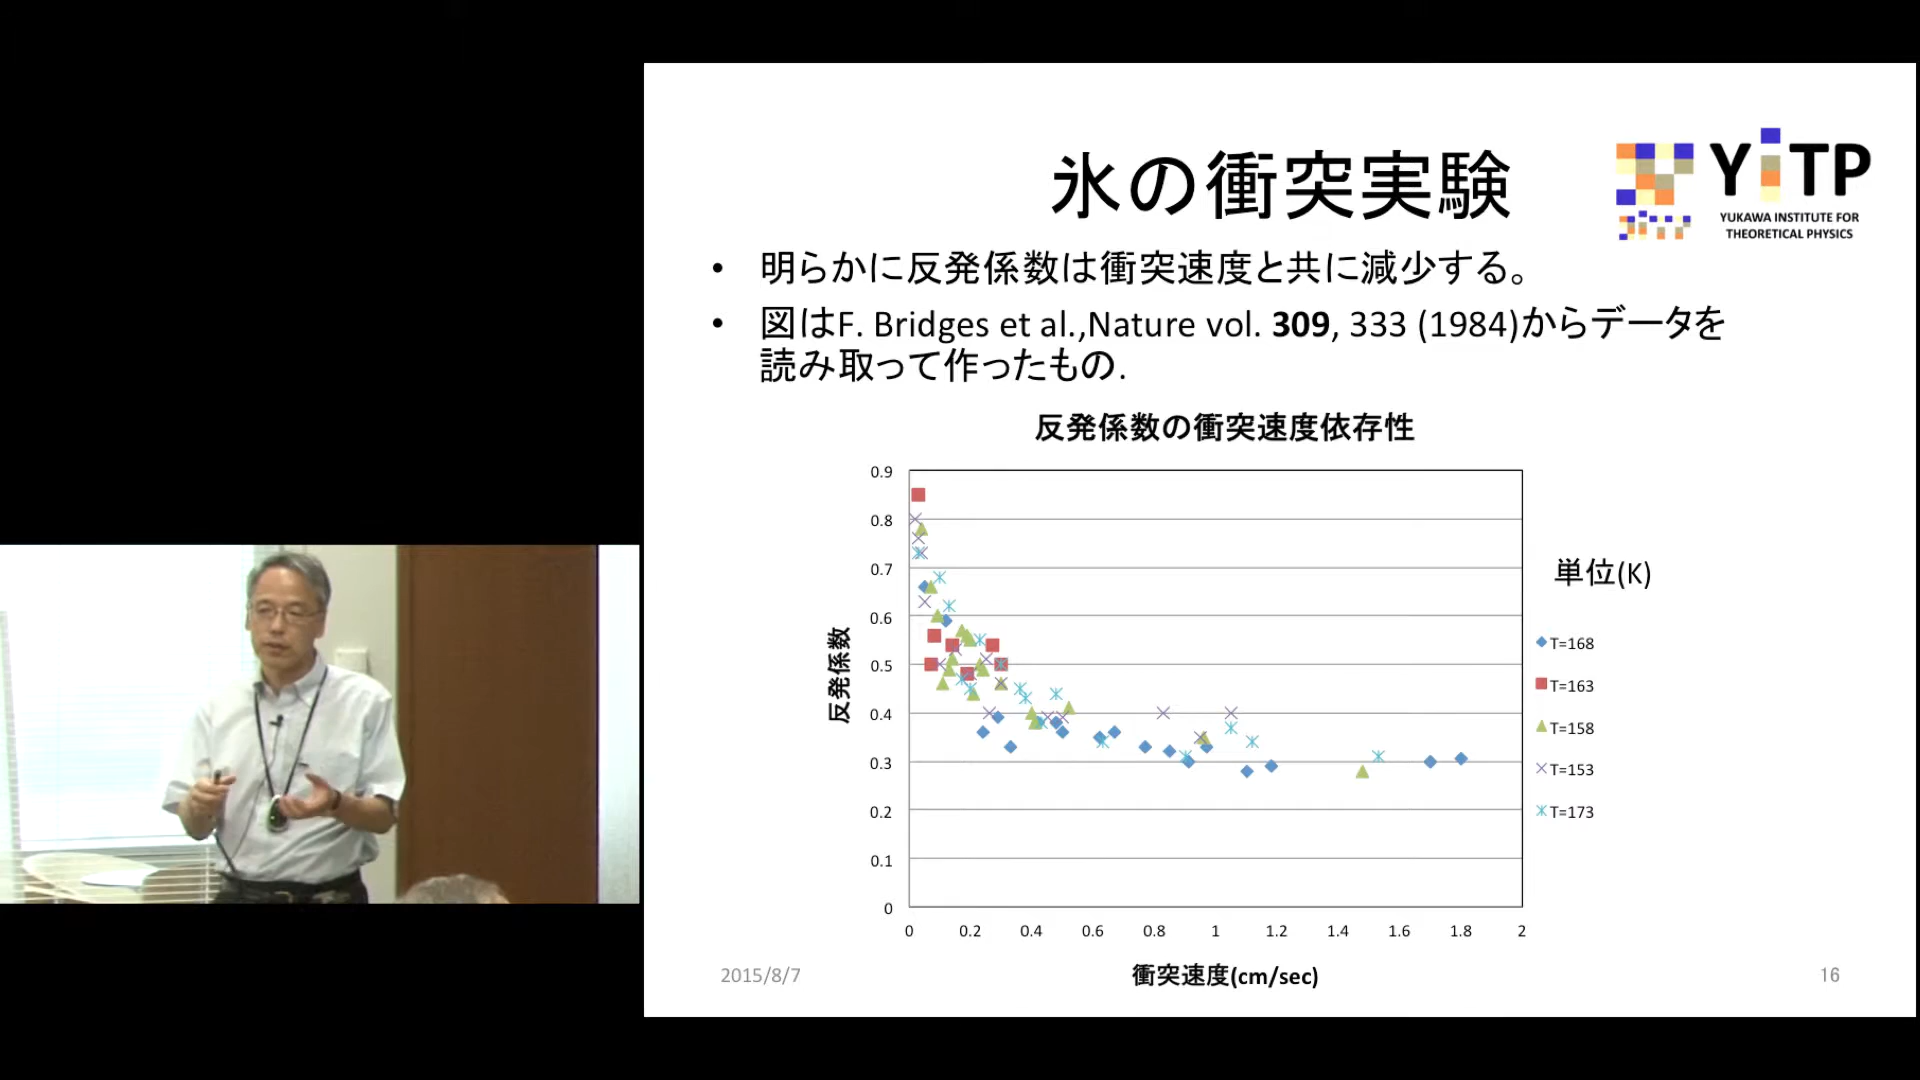 氷の衝突実験
YiTP
YUKAWA INSTITUTE FOR
THEORETICAL PHYSICS
• 明らかに反発係数は衝突速度と共に減少する。
• 図はF. Bridges et al.,Nature vol. 309, 333 (1984)からデータを
読み取って作ったもの.
反発係数の衝突速度依存性
0.9
0.8
0.7
0.6
0.5
0.4
0.3
0.2
0.1
0
反発係数
単位(K)
T=168
T=163
T=158
T=153
T=173
0 0.2 0.4 0.6 0.8 1 1.2 1.4 1.6 1.8 2
衝突速度(cm/sec)
2015/8/7
16